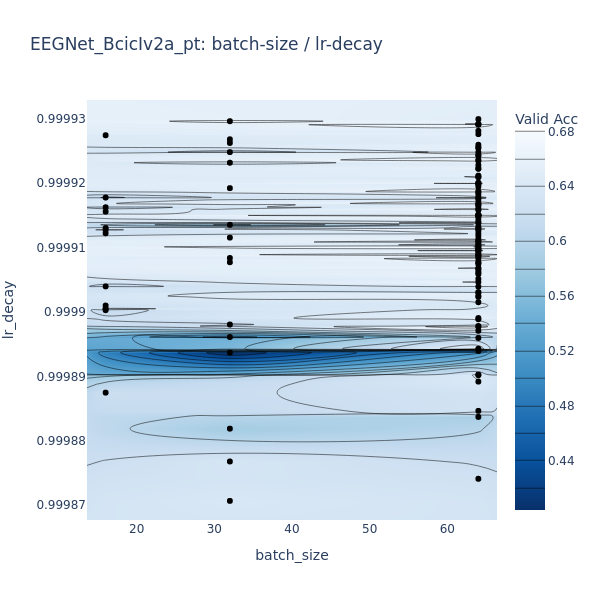 EEGNet_BcicIv2a_pt: batch-size / lr-decay
Valid Acc
0.68
0.64
0.6
0.56
0.52
0.48
0.44
0.99993
0.99992
0.99991
0.9999
0.99989
0.99988
0.99987
lr_decay
20 30 40 50 60
batch_size